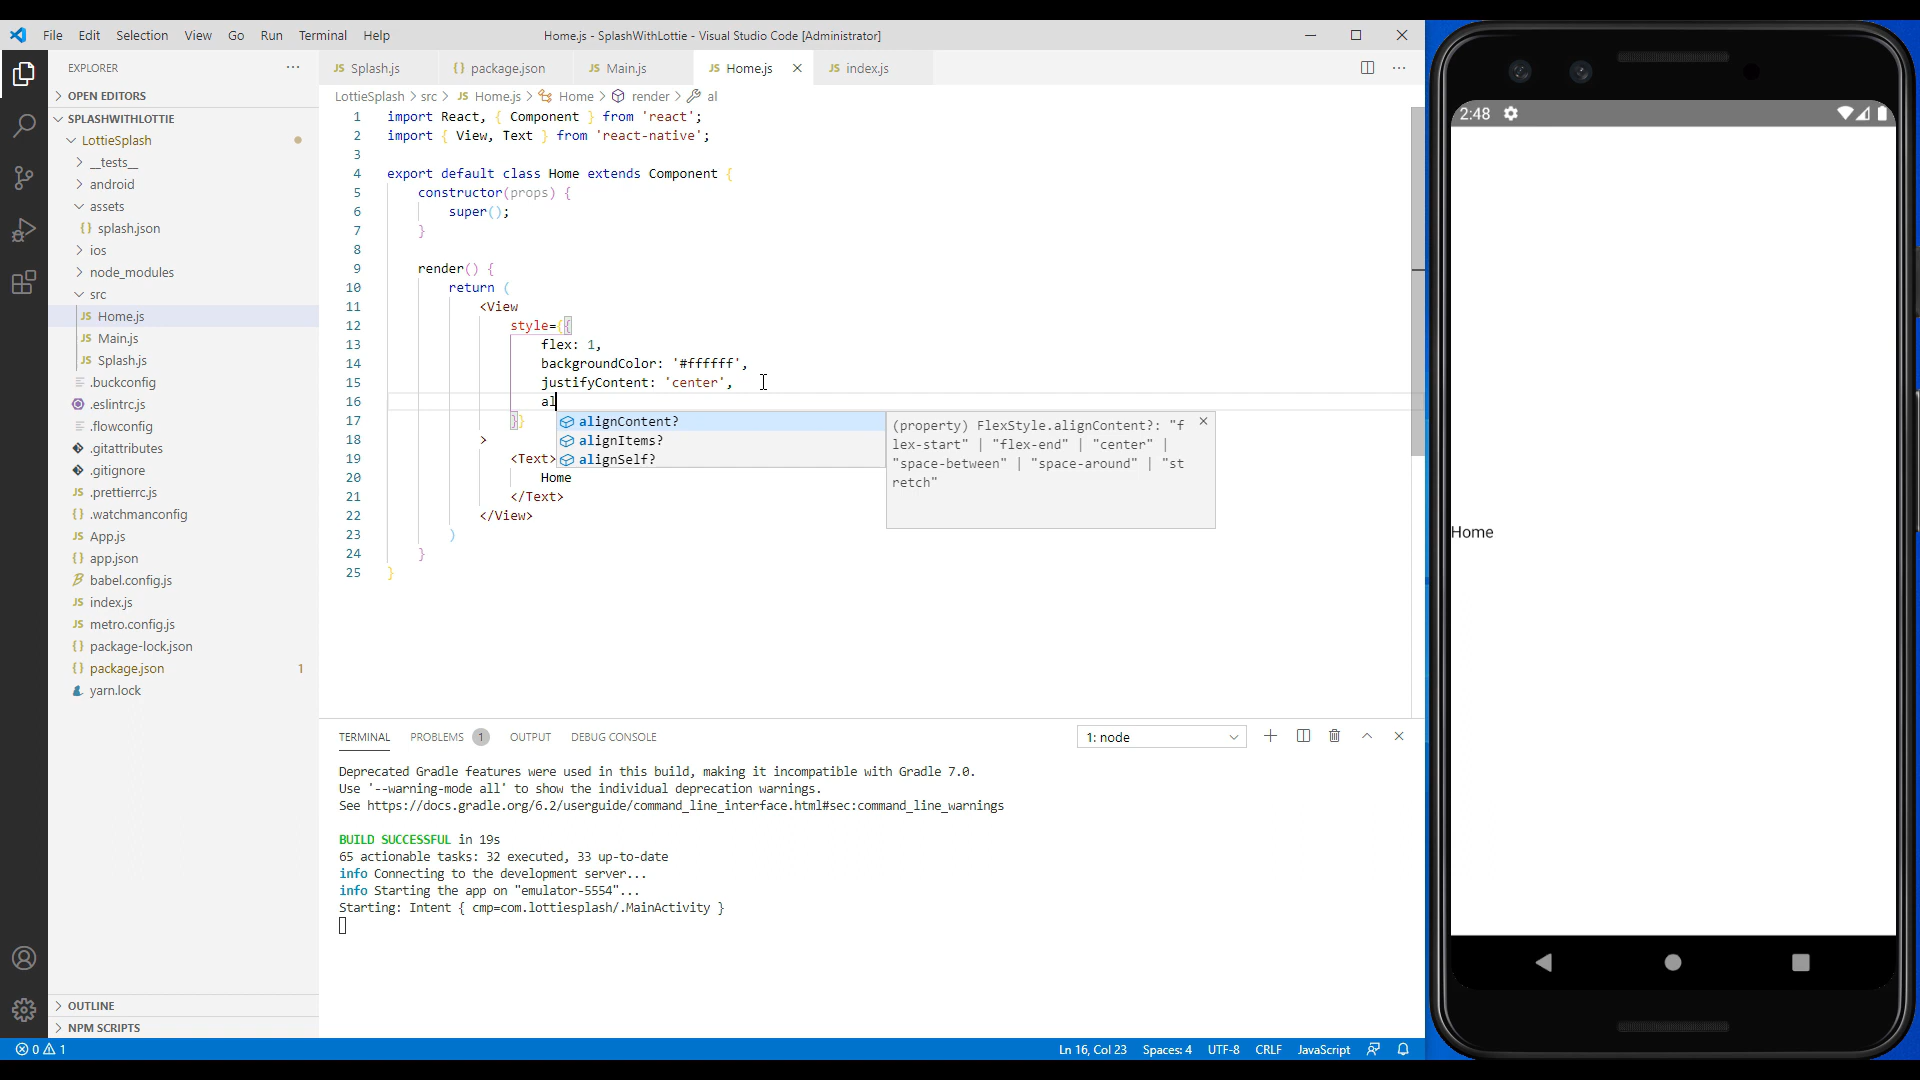 File Edit Selection View Go Run Terminal Help
Home.js - SplashWithLottie - Visual Studio Code [Administrator]
EXPLORER
OPEN EDITORS
SPLASHWITHLOTTIE
LottieSplash
__tests__
android
assets
{} splash.json
ios
node_modules
src
JS Home.js
JS Main.js
JS Splash.js
.buckconfig
.eslintrc.js
.flowconfig
.gitattributes
.gitignore
JS .prettierrc.js
{} .watchmanconfig
JS App.js
{} app.json
babel.config.js
JS index.js
JS metro.config.js
{} package-lock.json
{} package.json 1
yarn.lock
OUTLINE
NPM SCRIPTS
JS Splash.js {} package.json JS Main.js JS Home.js JS index.js
LottieSplash > src > JS Home.js > Home > render > al
1 import React, { Component } from 'react';
2 import { View, Text } from 'react-native';
3
4 export default class Home extends Component {
5 constructor(props) {
6 super();
7 }
8
9 render() {
10 return (
11 <View
12 style={{
13 flex: 1,
14 backgroundColor: '#ffffff',
15 justifyContent: 'center',
16 al
17 }}
18 >
19 <Text>
20 Home
21 </Text>
22 </View>
23 )
24 }
25 }
alignContent?
alignItems?
alignSelf?
(property) FlexStyle.alignContent?: "f
lex-start" | "flex-end" | "center" |
"space-between" | "space-around" | "st
retch"
TERMINAL PROBLEMS 1 OUTPUT DEBUG CONSOLE
1: node
Deprecated Gradle features were used in this build, making it incompatible with Gradle 7.0.
Use '--warning-mode all' to show the individual deprecation warnings.
See https://docs.gradle.org/6.2/userguide/command_line_interface.html#sec:command_line_warnings
BUILD SUCCESSFUL in 19s
65 actionable tasks: 32 executed, 33 up-to-date
info Connecting to the development server...
info Starting the app on "emulator-5554"...
Starting: Intent { cmp=com.lottiesplash/.MainActivity }
0 1
Ln 16, Col 23 Spaces: 4 UTF-8 CRLF JavaScript
2:48
Home